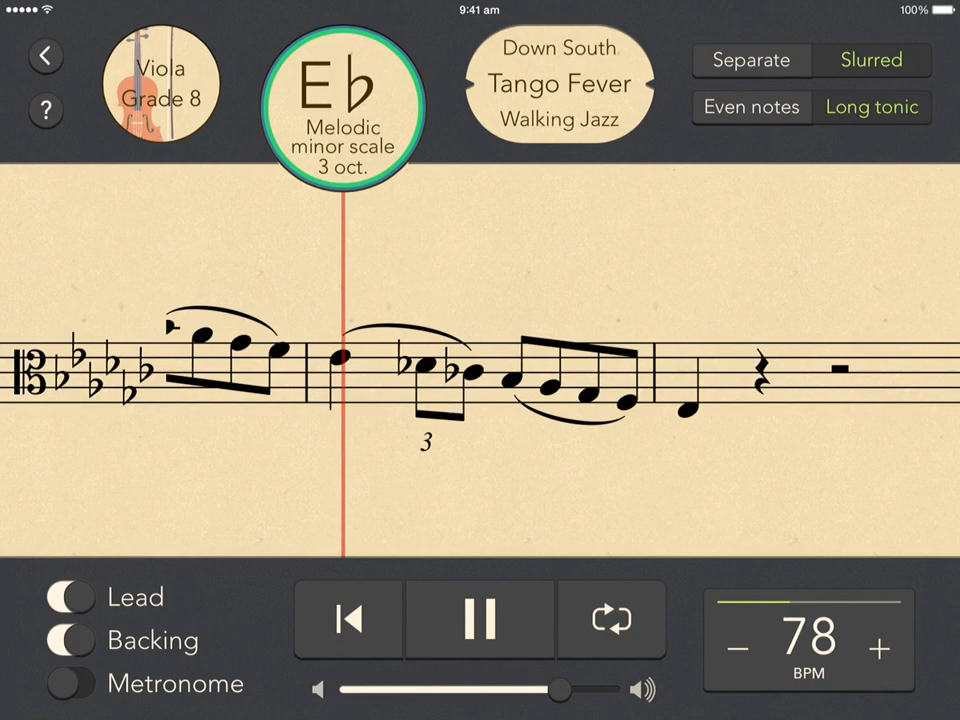 9:41 am
100%
Viola
Grade 8
E♭
Melodic
minor scale
3 oct.
Down South
Tango Fever
Walking Jazz
Separate
Slurred
Even notes
Long tonic
?
3
Lead
Backing
Metronome
− 78 +
BPM